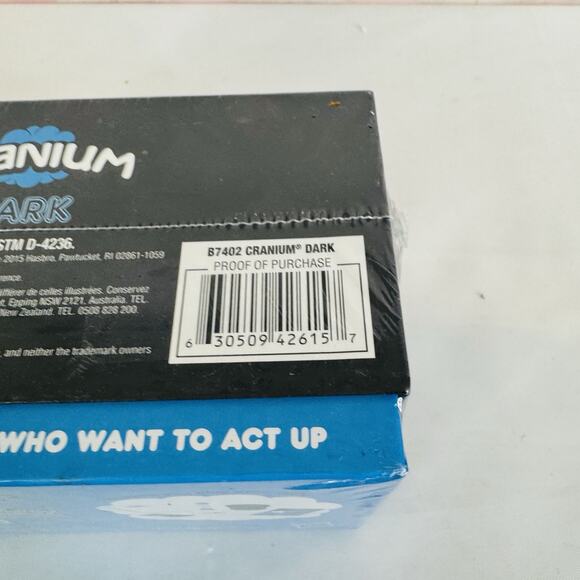 ANIUM
ARK
STM D-4236.
2015 Hasbro, Pawtucket, RI 02861-1059
B7402 CRANIUM® DARK
PROOF OF PURCHASE
6 30509 42615 7
différer de celles illustrées. Conservez
Epping NSW 2121, Australia. TEL.
New Zealand. TEL. 0508 828 200.
and neither the trademark owners
WHO WANT TO ACT UP